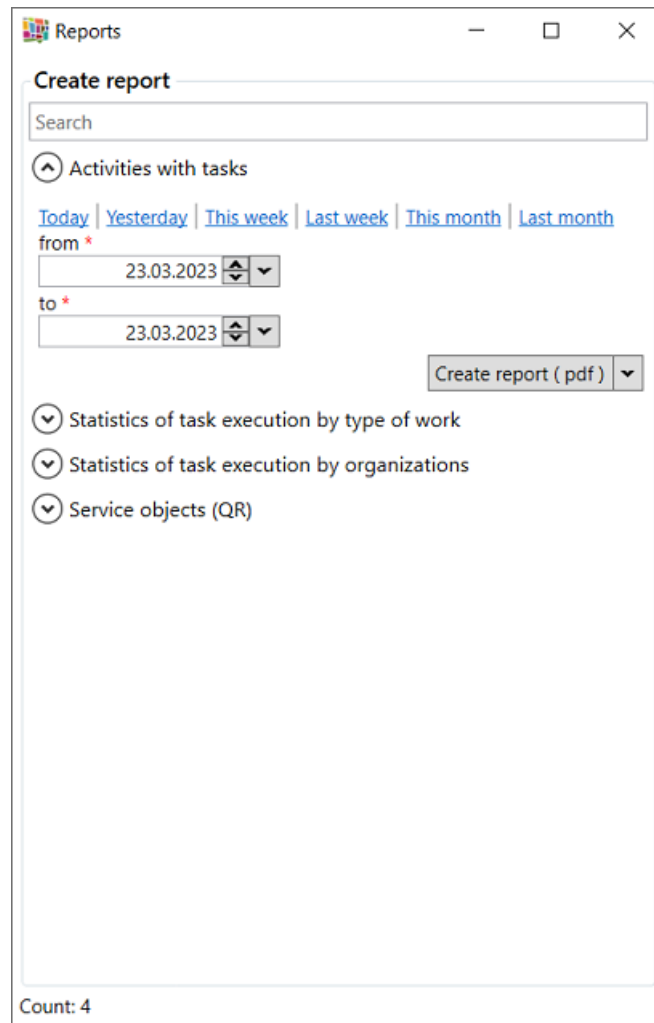 Reports
Create report
Search
Activities with tasks
Today Yesterday This week Last week This month Last month
from *
23.03.2023
to *
23.03.2023
Create report ( pdf )
Statistics of task execution by type of work
Statistics of task execution by organizations
Service objects (QR)
Count: 4